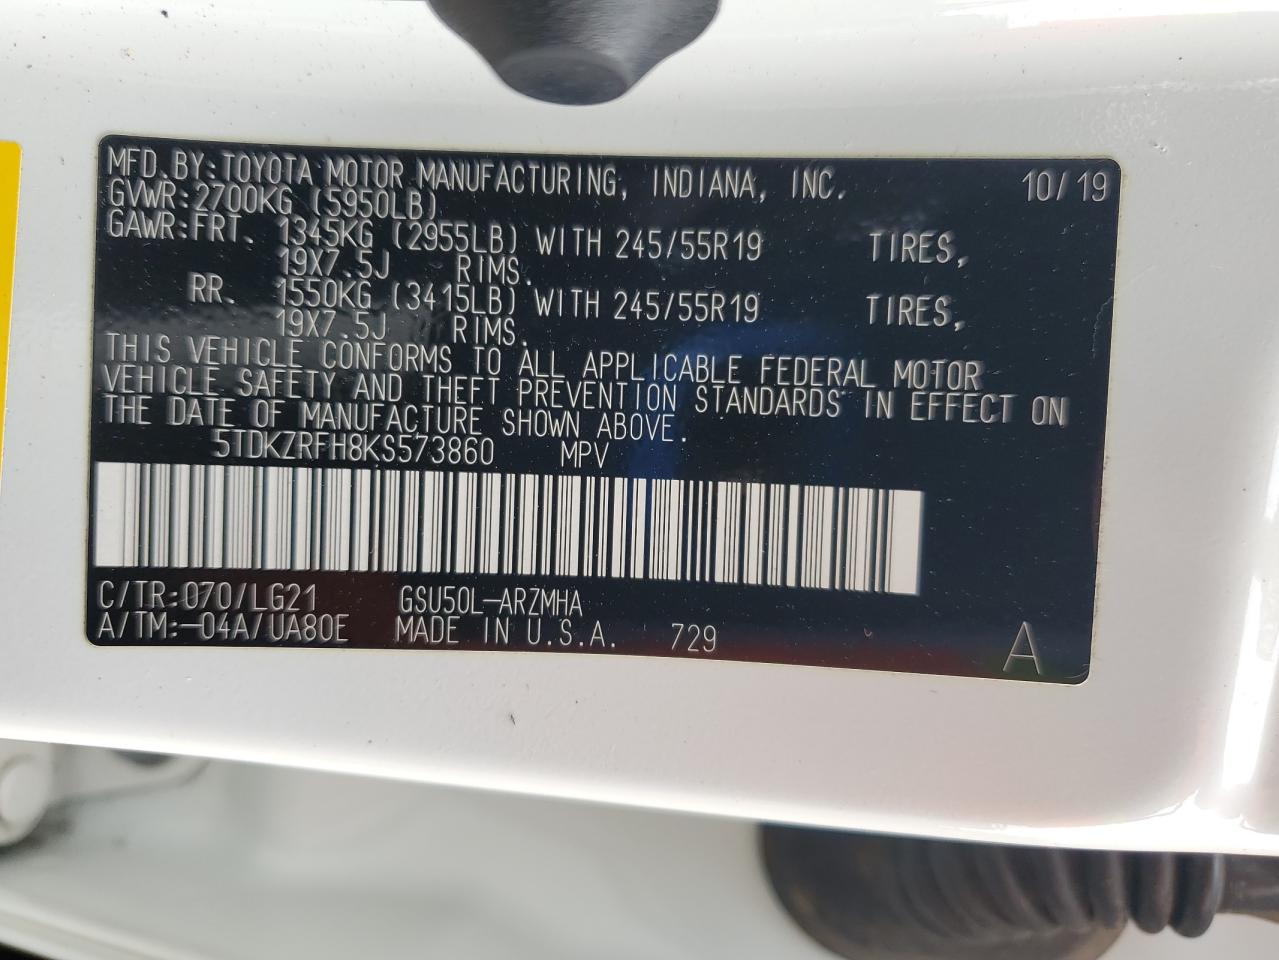 MFD.BY:TOYOTA MOTOR MANUFACTURING, INDIANA, INC. 10/19
GVWR:2700KG (5950LB)
GAWR:FRT. 1345KG (2955LB) WITH 245/55R19 TIRES,
19X7.5J RIMS.
RR. 1550KG (3415LB) WITH 245/55R19 TIRES,
19X7.5J RIMS.
THIS VEHICLE CONFORMS TO ALL APPLICABLE FEDERAL MOTOR
VEHICLE SAFETY AND THEFT PREVENTION STANDARDS IN EFFECT ON
THE DATE OF MANUFACTURE SHOWN ABOVE.
5TDKZRFH8KS573860 MPV
C/TR:070/LG21 GSU50L-ARZMHA
A/TM:-04A/UA80E MADE IN U.S.A. 729 A